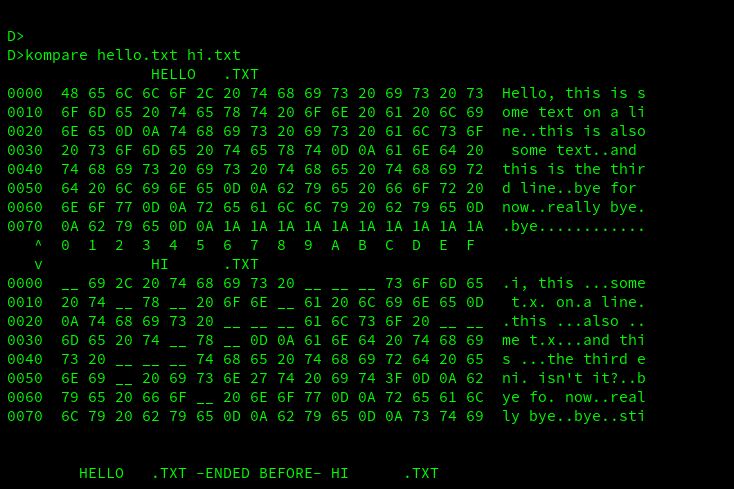 D>
D>kompare hello.txt hi.txt
                HELLO   .TXT
0000  48 65 6C 6C 6F 2C 20 74 68 69 73 20 69 73 20 73  Hello, this is s
0010  6F 6D 65 20 74 65 78 74 20 6F 6E 20 61 20 6C 69  ome text on a li
0020  6E 65 0D 0A 74 68 69 73 20 69 73 20 61 6C 73 6F  ne..this is also
0030  20 73 6F 6D 65 20 74 65 78 74 0D 0A 61 6E 64 20   some text..and
0040  74 68 69 73 20 69 73 20 74 68 65 20 74 68 69 72  this is the thir
0050  64 20 6C 69 6E 65 0D 0A 62 79 65 20 66 6F 72 20  d line..bye for
0060  6E 6F 77 0D 0A 72 65 61 6C 6C 79 20 62 79 65 0D  now..really bye.
0070  0A 62 79 65 0D 0A 1A 1A 1A 1A 1A 1A 1A 1A 1A 1A  .bye............
   ^  0  1  2  3  4  5  6  7  8  9  A  B  C  D  E  F
   v            HI      .TXT
0000  __ 69 2C 20 74 68 69 73 20 __ __ __ 73 6F 6D 65  .i, this ...some
0010  20 74 __ 78 __ 20 6F 6E __ 61 20 6C 69 6E 65 0D   t.x. on.a line.
0020  0A 74 68 69 73 20 __ __ __ 61 6C 73 6F 20 __ __  .this ...also ..
0030  6D 65 20 74 __ 78 __ 0D 0A 61 6E 64 20 74 68 69  me t.x...and thi
0040  73 20 __ __ __ 74 68 65 20 74 68 69 72 64 20 65  s ...the third e
0050  6E 69 __ 20 69 73 6E 27 74 20 69 74 3F 0D 0A 62  ni. isn't it?..b
0060  79 65 20 66 6F __ 20 6E 6F 77 0D 0A 72 65 61 6C  ye fo. now..real
0070  6C 79 20 62 79 65 0D 0A 62 79 65 0D 0A 73 74 69  ly bye..bye..sti
        HELLO   .TXT -ENDED BEFORE- HI      .TXT